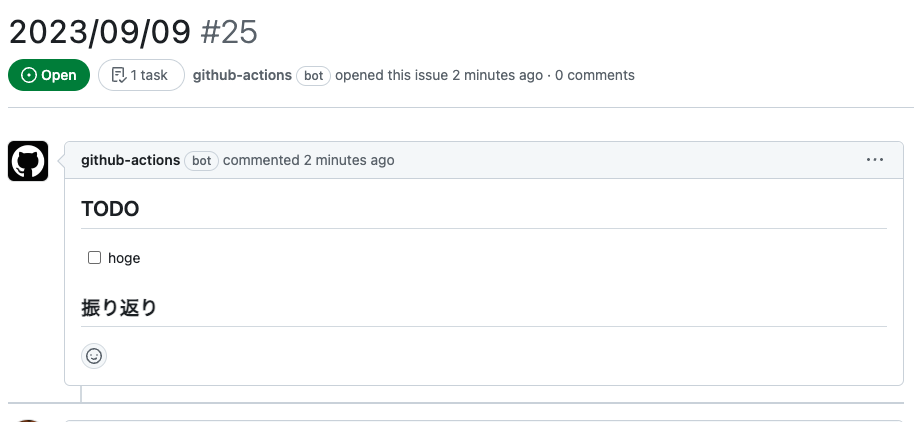 2023/09/09 #25
Open 1 task github-actions bot opened this issue 2 minutes ago · 0 comments
github-actions bot commented 2 minutes ago ···
TODO
hoge
振り返り